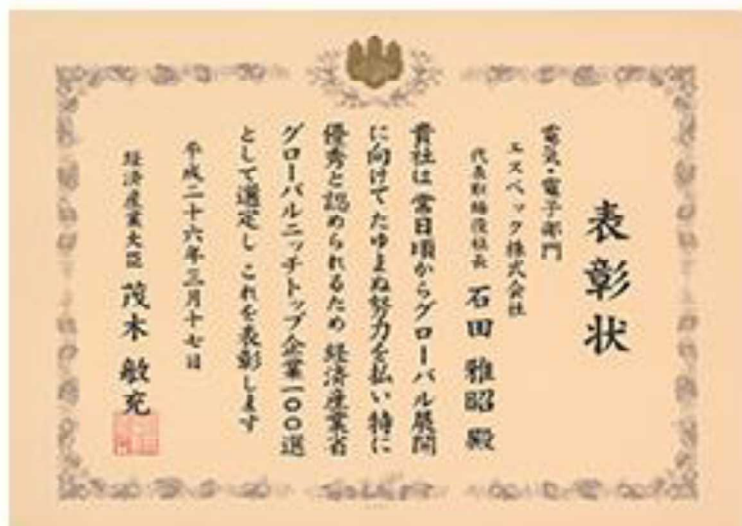 表彰状
電気・電子部門
エスペック株式会社
代表取締役社長 石田 雅昭 殿
貴社は常日頃からグローバル展開
に向けてたゆまぬ努力を払い特に
優秀と認められるため 経済産業省
グローバルニッチトップ企業一〇〇選
として選定し これを表彰します
平成二十六年三月十七日
経済産業大臣 茂木 敏充